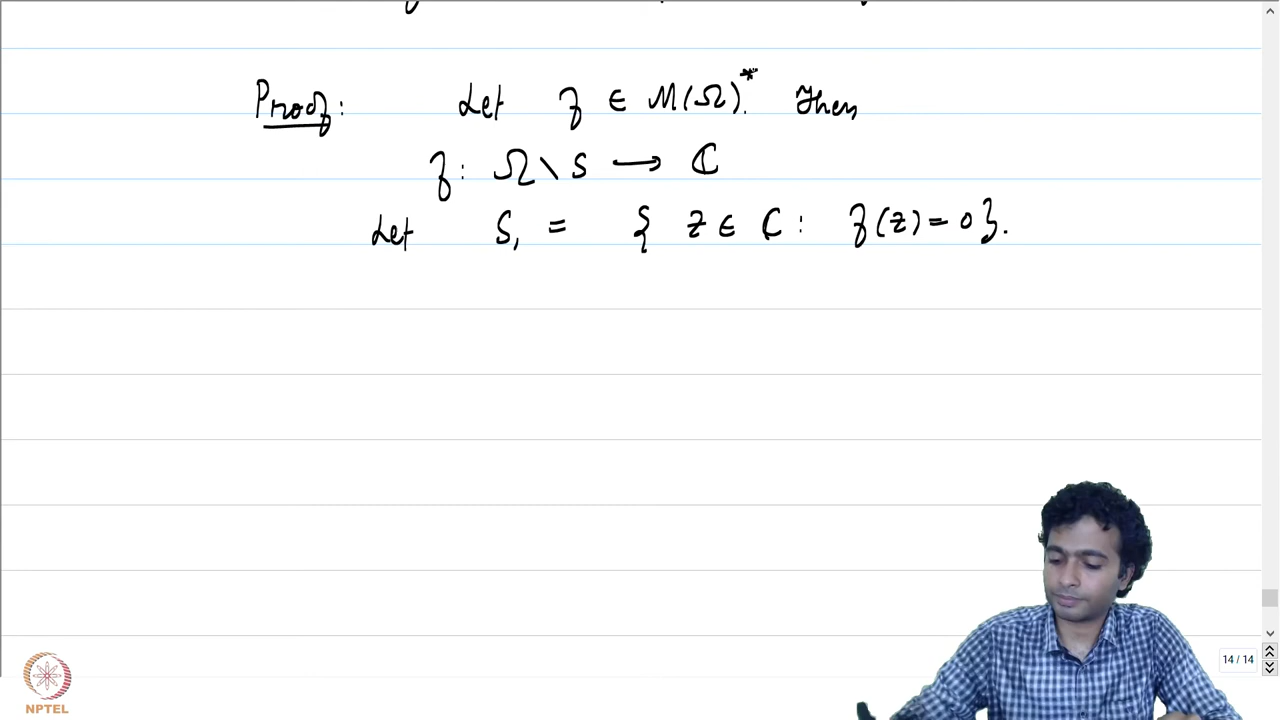 Proof: Let f ∈ M(Ω)*. Then
f: Ω \ S ⟶ ℂ
Let S₁ = { z ∈ ℂ : f(z) = 0 }.
14 / 14
NPTEL